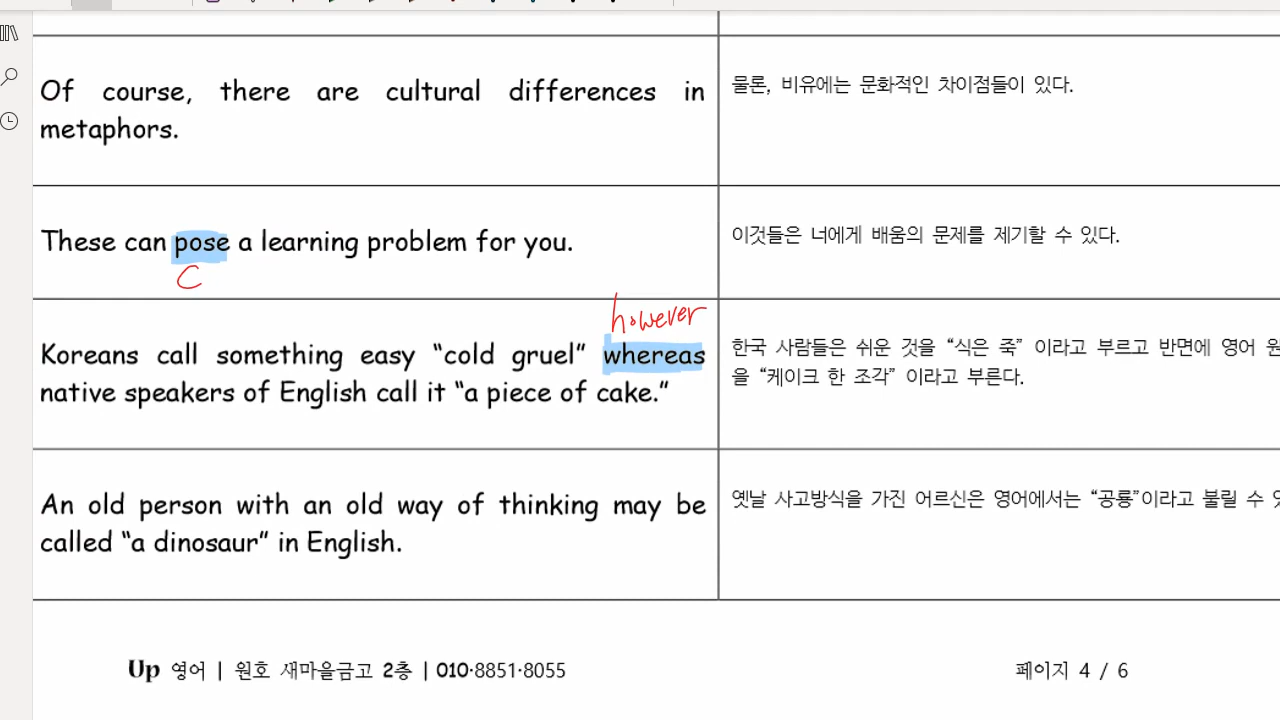 Of course, there are cultural differences in
metaphors.
물론, 비유에는 문화적인 차이점들이 있다.
These can pose a learning problem for you.
C
이것들은 너에게 배움의 문제를 제기할 수 있다.
however
Koreans call something easy “cold gruel” whereas
native speakers of English call it “a piece of cake.”
한국 사람들은 쉬운 것을 “식은 죽” 이라고 부르고 반면에 영어 원
을 “케이크 한 조각” 이라고 부른다.
An old person with an old way of thinking may be
called “a dinosaur” in English.
옛날 사고방식을 가진 어르신은 영어에서는 “공룡”이라고 불릴 수
Up 영어 | 원호 새마을금고 2층 | 010·8851·8055
페이지 4 / 6